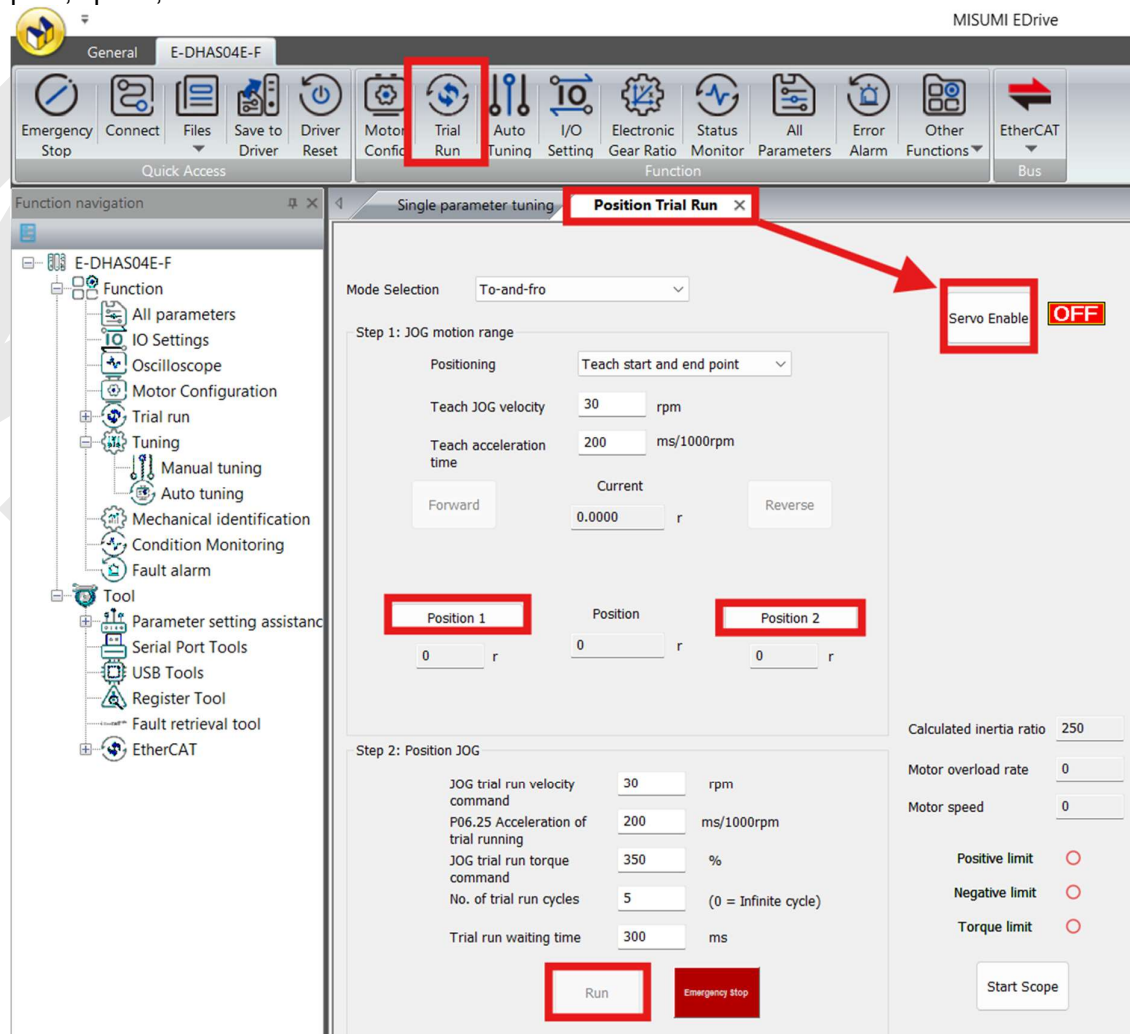 MISUMI EDrive
General E-DHAS04E-F
Emergency Stop
Connect
Files
Save to Driver
Driver Reset
Motor
Trial Run
Auto Tuning
I/O Setting
Electronic Gear Ratio
Status Monitor
All Parameters
Error Alarm
Other Functions
EtherCAT
Quick Access
Function
Bus
Function navigation
Single parameter tuning
Position Trial Run
E-DHAS04E-F
Function
All parameters
IO Settings
Oscilloscope
Motor Configuration
Trial run
Tuning
Manual tuning
Auto tuning
Mechanical identification
Condition Monitoring
Fault alarm
Tool
Parameter setting assistanc
Serial Port Tools
USB Tools
Register Tool
Fault retrieval tool
EtherCAT
Mode Selection To-and-fro
Servo Enable OFF
Step 1: JOG motion range
Positioning Teach start and end point
Teach JOG velocity 30 rpm
Teach acceleration time 200 ms/1000rpm
Current
Forward 0.0000 r Reverse
Position 1 Position Position 2
0 r 0 r 0 r
Step 2: Position JOG
JOG trial run velocity command 30 rpm
P06.25 Acceleration of trial running 200 ms/1000rpm
JOG trial run torque command 350 %
No. of trial run cycles 5 (0 = Infinite cycle)
Trial run waiting time 300 ms
Run Emergency Stop
Calculated inertia ratio 250
Motor overload rate 0
Motor speed 0
Positive limit
Negative limit
Torque limit
Start Scope